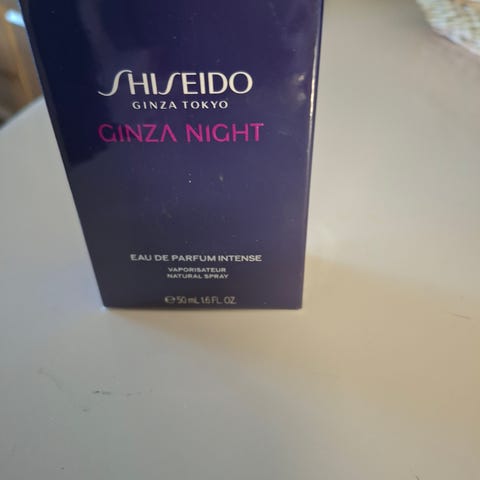 SHISEIDO
GINZA TOKYO
GINZA NIGHT
EAU DE PARFUM INTENSE
VAPORISATEUR
NATURAL SPRAY
℮ 50 mL 1.6 FL. OZ.